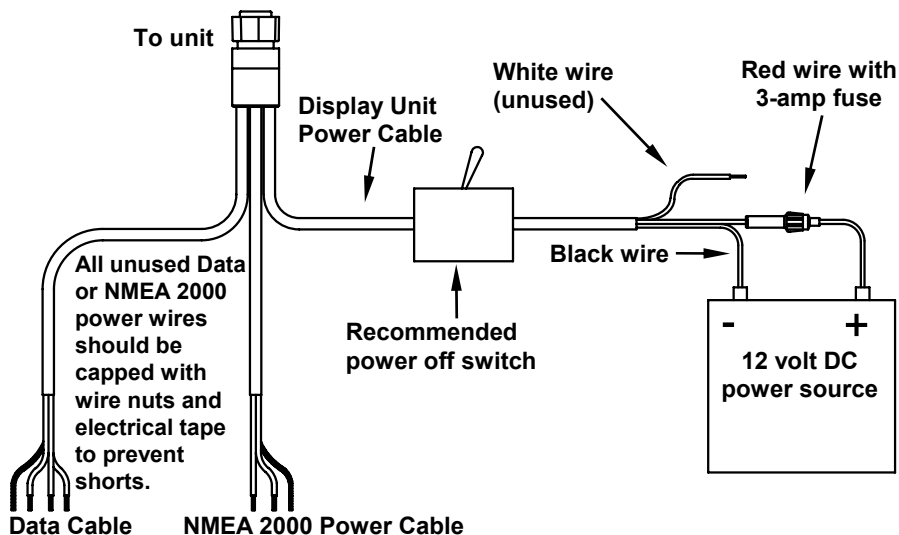 To unit
Display Unit
Power Cable
White wire
(unused)
Red wire with
3-amp fuse
Black wire
All unused Data
or NMEA 2000
power wires
should be
capped with
wire nuts and
electrical tape
to prevent
shorts.
Recommended
power off switch
- +
12 volt DC
power source
Data Cable
NMEA 2000 Power Cable